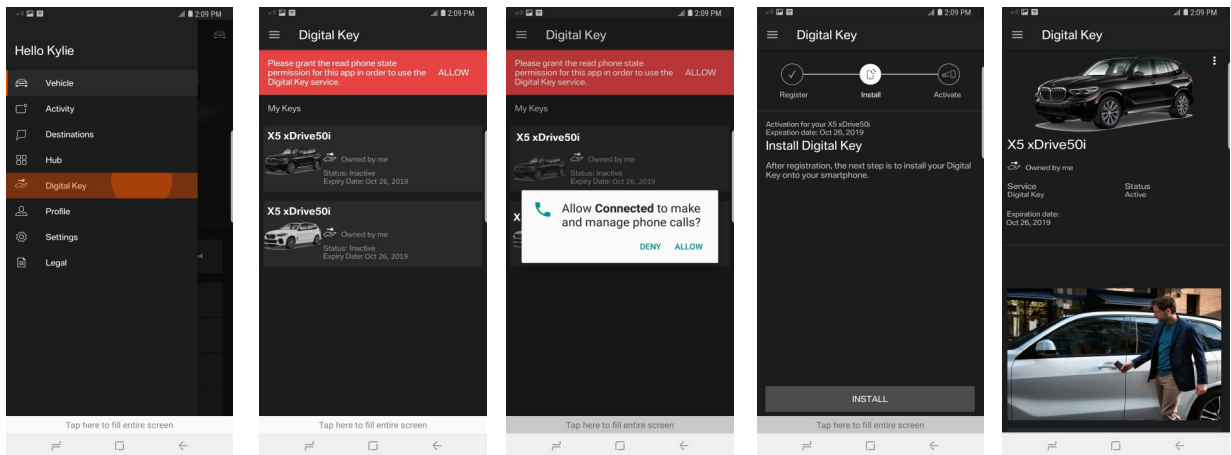 2:09 PM
Hello Kylie
Vehicle
Activity
Destinations
Hub
Digital Key
Profile
Settings
Legal
Tap here to fill entire screen
2:09 PM
Digital Key
Please grant the read phone state
permission for this app in order to use the ALLOW
Digital Key service.
My Keys
X5 xDrive50i
Owned by me
Status: Inactive
Expiry Date: Oct 26, 2019
X5 xDrive50i
Owned by me
Status: Inactive
Expiry Date: Oct 26, 2019
Tap here to fill entire screen
2:09 PM
Digital Key
Please grant the read phone state
permission for this app in order to use the ALLOW
Digital Key service.
My Keys
X5 xDrive50i
Owned by me
Status: Inactive
Expiry Date: Oct 26, 2019
X
Allow Connected to make
and manage phone calls?
DENY ALLOW
Tap here to fill entire screen
2:09 PM
Digital Key
Register Install Activate
Activation for your X5 xDrive50i
Expiration date: Oct 26, 2019
Install Digital Key
After registration, the next step is to install your Digital
Key onto your smartphone.
INSTALL
Tap here to fill entire screen
2:09 PM
Digital Key
X5 xDrive50i
Owned by me
Service Status
Digital Key Active
Expiration date:
Oct 26, 2019